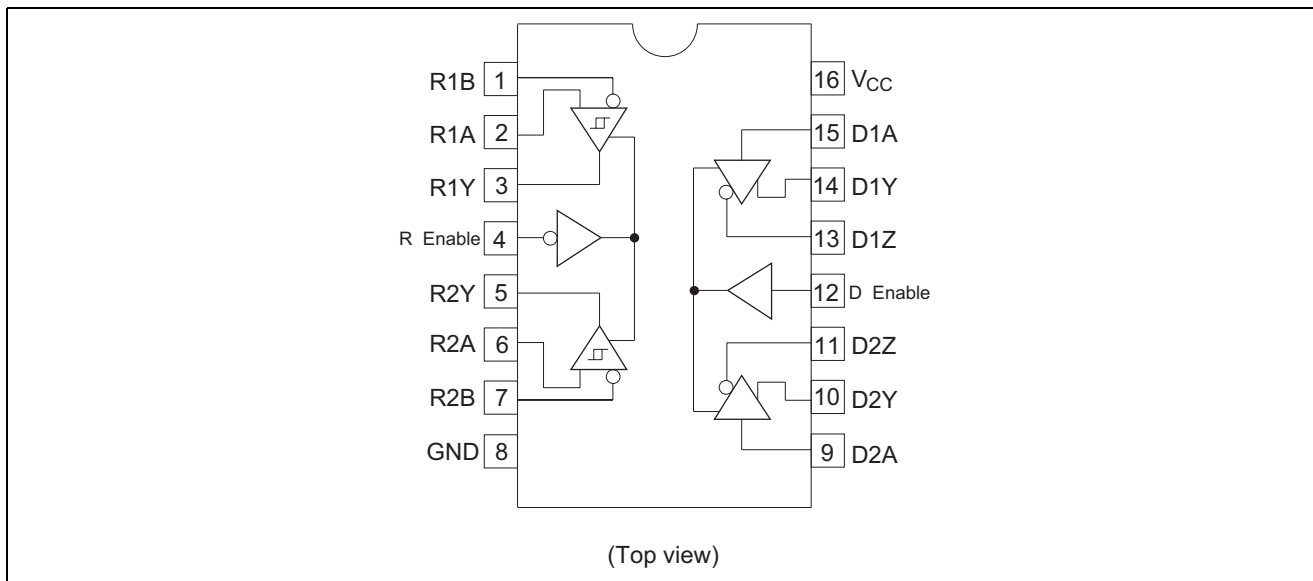 R1B 1
R1A 2
R1Y 3
R Enable 4
R2Y 5
R2A 6
R2B 7
GND 8
16 VCC
15 D1A
14 D1Y
13 D1Z
12 D Enable
11 D2Z
10 D2Y
9 D2A
(Top view)